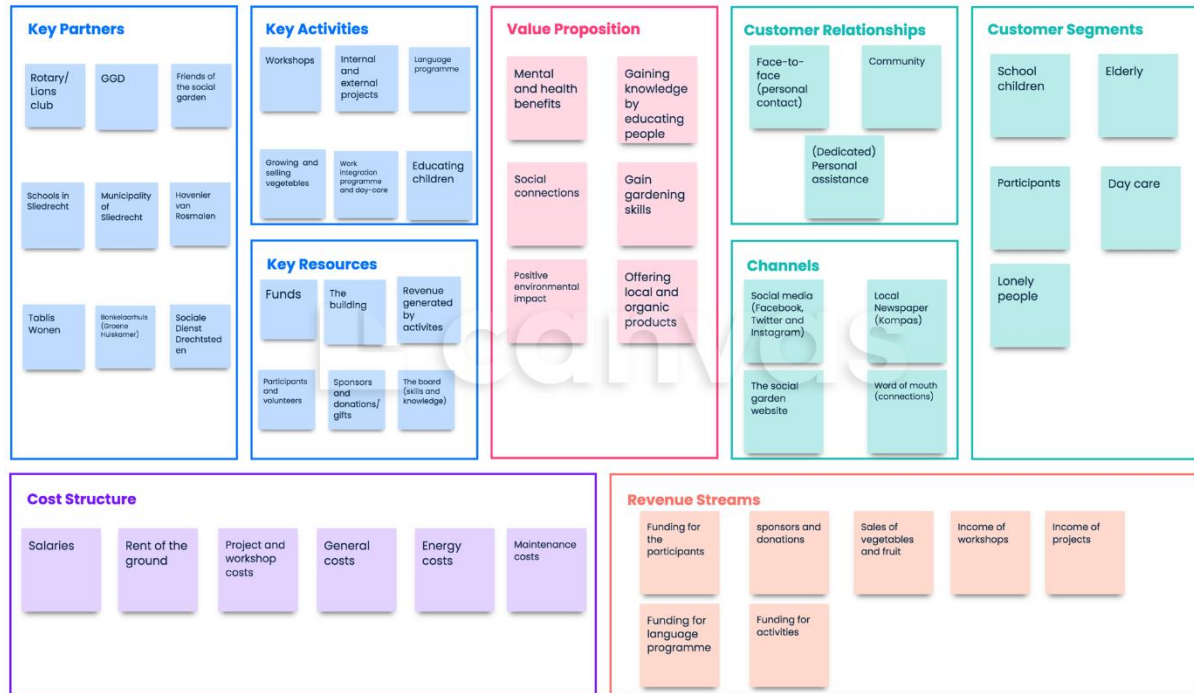 Key Partners
Rotary/
Lions
club
GGD
Friends of
the social
garden
Schools in
Sliedrecht
Municipality
of
Sliedrecht
Hovenier
van
Rosmalen
Tablis
Wonen
Bonkelaarhuis
(Groene
Huiskamer)
Sociale
Dienst
Drechtsted
en
Key Activities
Workshops
Internal
and
external
projects
Language
programme
Growing and
selling
vegetables
Work
integration
programme
and day-care
Educating
children
Key Resources
Funds
The
building
Revenue
generated
by
activites
Participants
and
volunteers
Sponsors
and
donations/
gifts
The board
(skills and
knowledge)
Value Proposition
Mental
and health
benefits
Gaining
knowledge
by
educating
people
Social
connections
Gain
gardening
skills
Positive
environmental
impact
Offering
local and
organic
products
Customer Relationships
Face-to-
face
(personal
contact)
Community
(Dedicated)
Personal
assistance
Channels
Social media
(Facebook,
Twitter and
Instagram)
Local
Newspaper
(Kompas)
The social
garden
website
Word of mouth
(connections)
Customer Segments
School
children
Elderly
Participants
Day care
Lonely
people
canvas
Cost Structure
Salaries
Rent of the
ground
Project and
workshop
costs
General
costs
Energy
costs
Maintenance
costs
Revenue Streams
Funding for
the
participants
sponsors and
donations
Sales of
vegetables
and fruit
Income of
workshops
Income of
projects
Funding for
language
programme
Funding for
activities